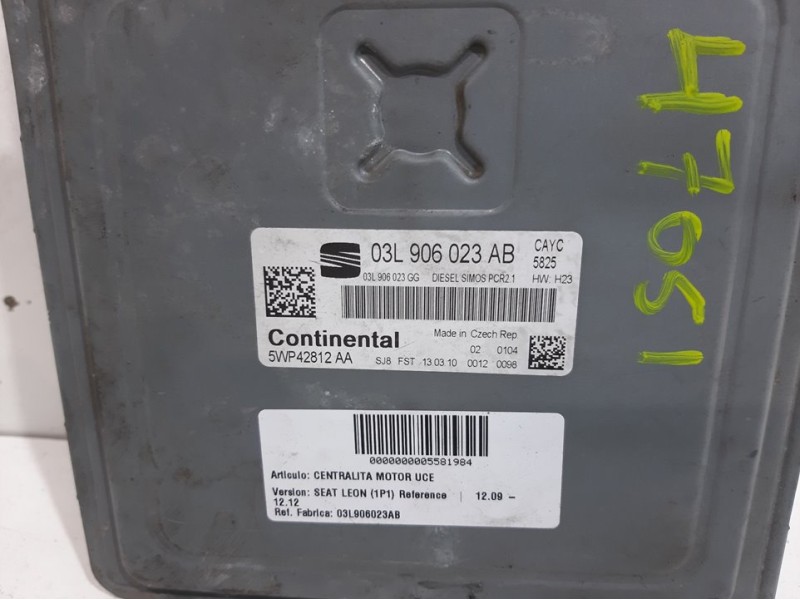 03L 906 023 AB
CAYC
5825
03L 906 023 GG DIESEL SIMOS PCR2.1 HW: H23
Continental
Made in Czech Rep
02 0104
5WP42812 AA SJ8 FST 13.03.10 0012 0096
0000000005581984
Articulo: CENTRALITA MOTOR UCE
Version: SEAT LEON (1P1) Reference | 12.09 –
12.12
Ref. Fabrica: 03L906023AB